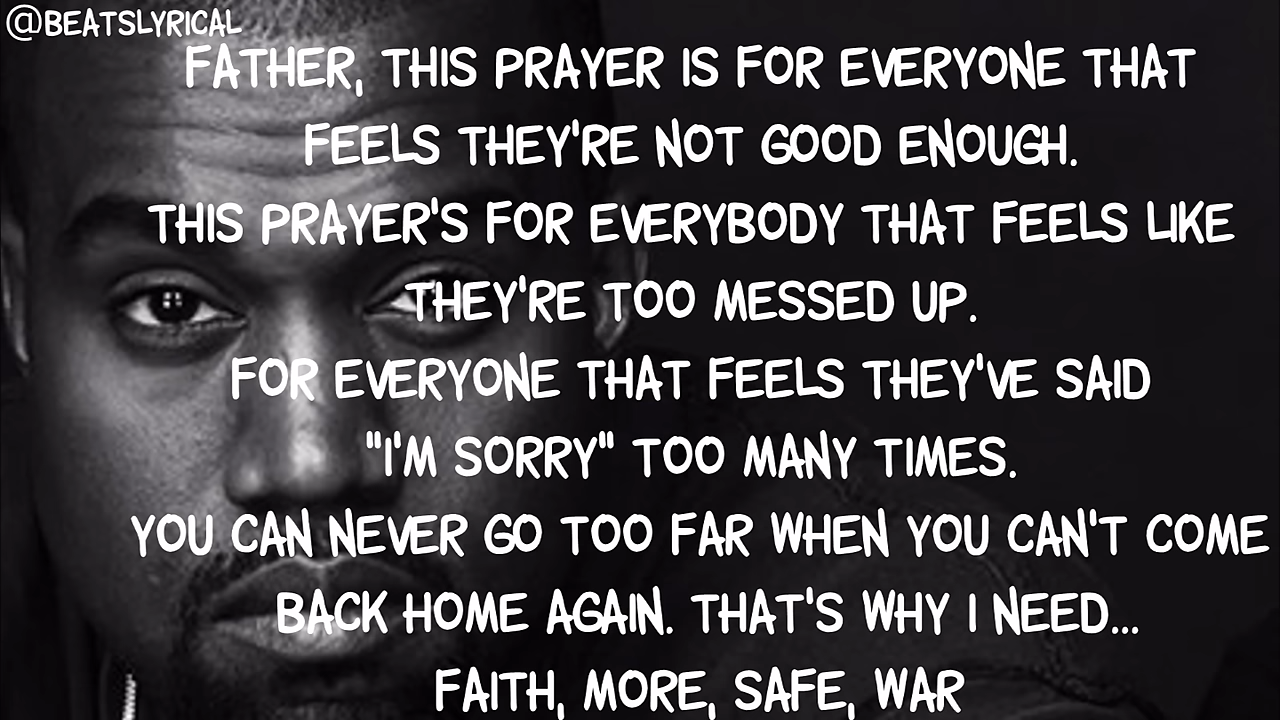 @BEATSLYRICAL
FATHER, THIS PRAYER IS FOR EVERYONE THAT
FEELS THEY'RE NOT GOOD ENOUGH.
THIS PRAYER'S FOR EVERYBODY THAT FEELS LIKE
THEY'RE TOO MESSED UP.
FOR EVERYONE THAT FEELS THEY'VE SAID
"I'M SORRY" TOO MANY TIMES.
YOU CAN NEVER GO TOO FAR WHEN YOU CAN'T COME
BACK HOME AGAIN. THAT'S WHY I NEED...
FAITH, MORE, SAFE, WAR